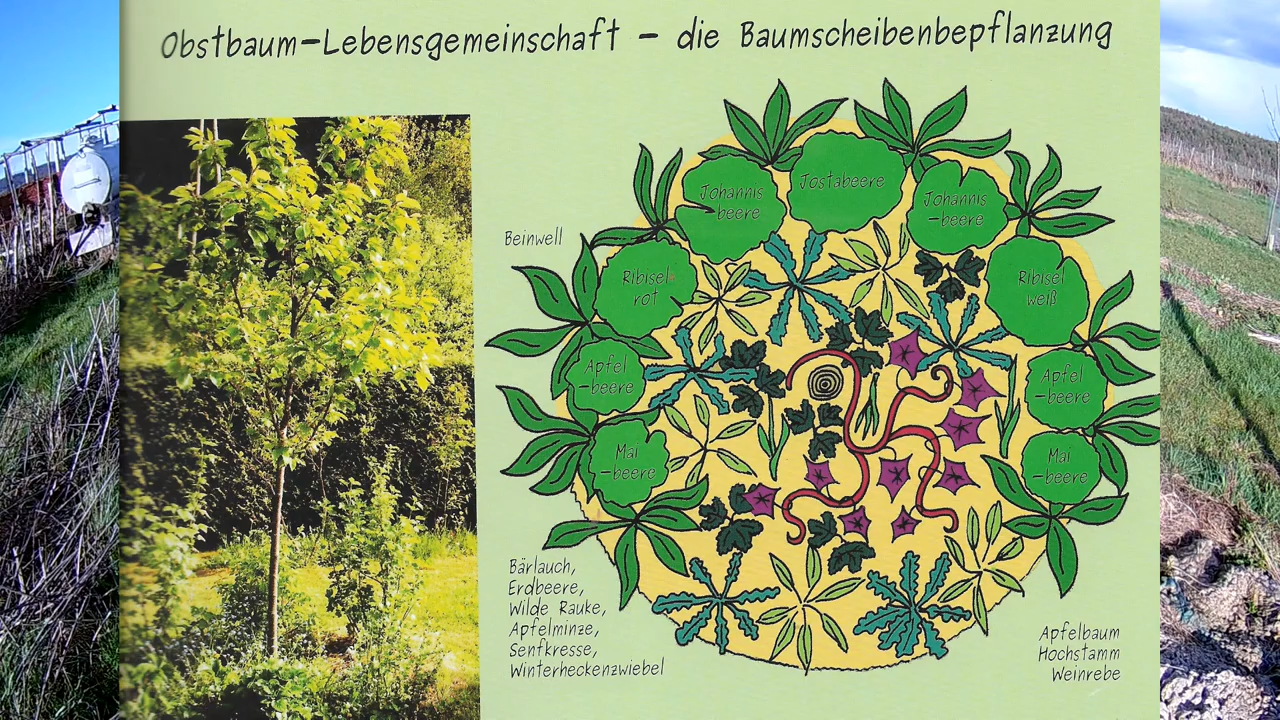 Obstbaum-Lebensgemeinschaft - die Baumscheibenbepflanzung
Johannis
-beere
Jostabeere
Johannis
-beere
Beinwell
Ribisel
rot
Ribisel
weiß
Apfel
-beere
Apfel
-beere
Mai
-beere
Mai
-beere
Bärlauch,
Erdbeere,
Wilde Rauke,
Apfelminze,
Senfkresse,
Winterheckenzwiebel
Apfelbaum
Hochstamm
Weinrebe